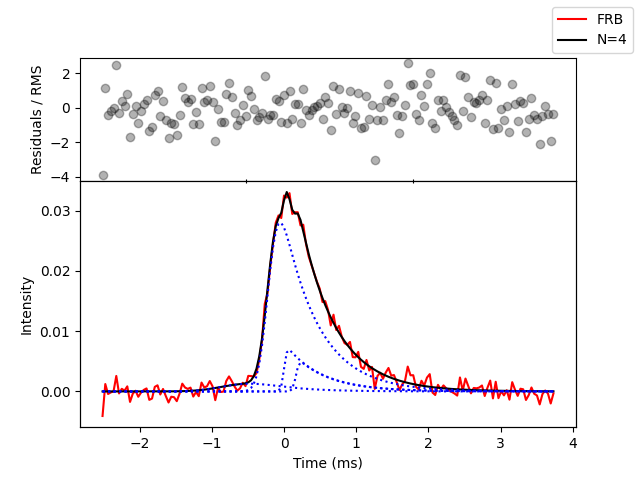 FRB
N=4
Residuals / RMS
2
0
−2
−4
Intensity
0.03
0.02
0.01
0.00
−2 −1 0 1 2 3 4
Time (ms)